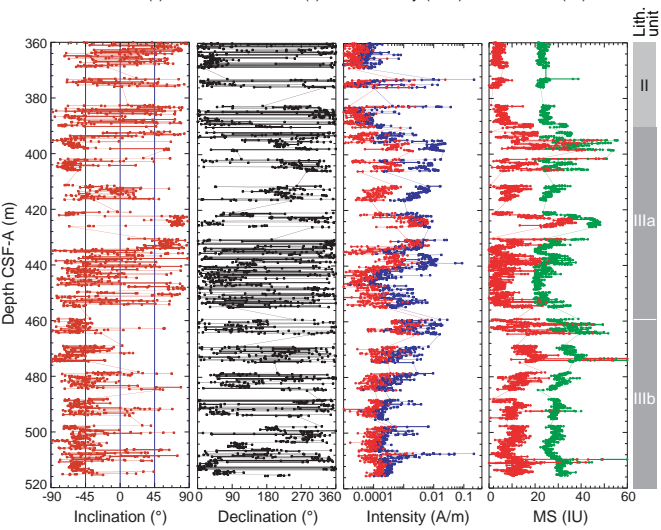 Lith. unit
360
380
400
420
440
460
480
500
520
Depth CSF-A (m)
II
IIIa
IIIb
-90 -45 0 45 90
0 90 180 270 360
0.0001 0.01 0.01 0.1
0 20 40 60
Inclination (°)
Declination (°)
Intensity (A/m)
MS (IU)